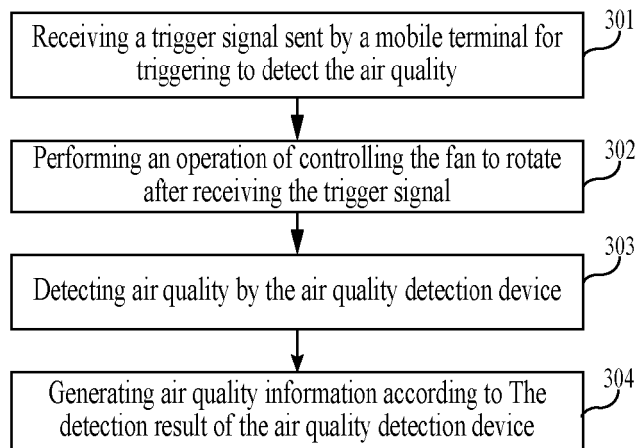 301
Receiving a trigger signal sent by a mobile terminal for
triggering to detect the air quality
302
Performing an operation of controlling the fan to rotate
after receiving the trigger signal
303
Detecting air quality by the air quality detection device
304
Generating air quality information according to The
detection result of the air quality detection device